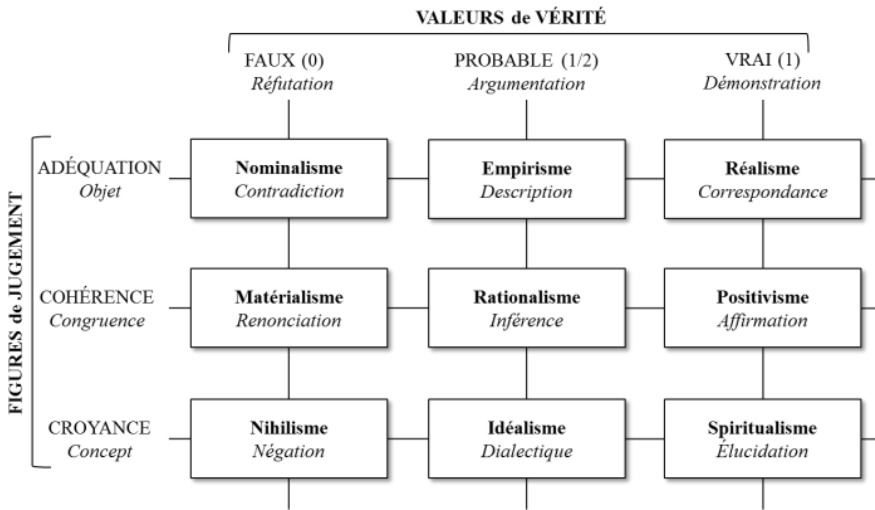 VALEURS de VÉRITÉ
FAUX (0) PROBABLE (1/2) VRAI (1)
Réfutation Argumentation Démonstration
FIGURES de JUGEMENT
ADÉQUATION Nominalisme Empirisme Réalisme
Objet Contradiction Description Correspondance
COHÉRENCE Matérialisme Rationalisme Positivisme
Congruence Renonciation Inférence Affirmation
CROYANCE Nihilisme Idéalisme Spiritualisme
Concept Négation Dialectique Élucidation